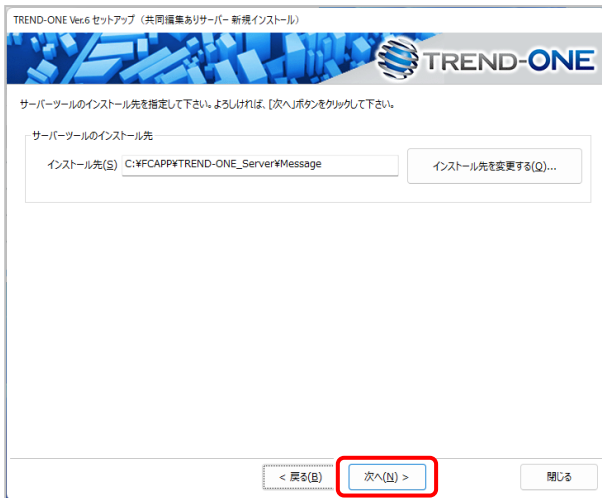 TREND-ONE Ver.6 セットアップ（共同編集ありサーバー 新規インストール）
TREND-ONE
サーバーツールのインストール先を指定して下さい。よろしければ、[次へ]ボタンをクリックして下さい。
サーバーツールのインストール先
インストール先(S) C:¥FCAPP¥TREND-ONE_Server¥Message インストール先を変更する(Q)...
< 戻る(B) 次へ(N) > 閉じる